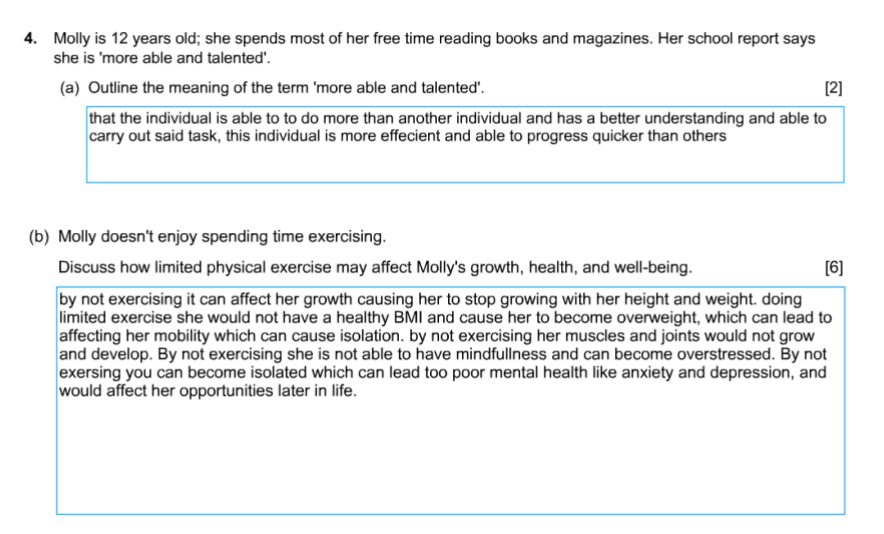 4. Molly is 12 years old; she spends most of her free time reading books and magazines. Her school report says
she is 'more able and talented'.
(a) Outline the meaning of the term 'more able and talented'. [2]
that the individual is able to to do more than another individual and has a better understanding and able to
carry out said task, this individual is more effecient and able to progress quicker than others
(b) Molly doesn't enjoy spending time exercising.
Discuss how limited physical exercise may affect Molly's growth, health, and well-being. [6]
by not exercising it can affect her growth causing her to stop growing with her height and weight. doing
limited exercise she would not have a healthy BMI and cause her to become overweight, which can lead to
affecting her mobility which can cause isolation. by not exercising her muscles and joints would not grow
and develop. By not exercising she is not able to have mindfullness and can become overstressed. By not
exersing you can become isolated which can lead too poor mental health like anxiety and depression, and
would affect her opportunities later in life.